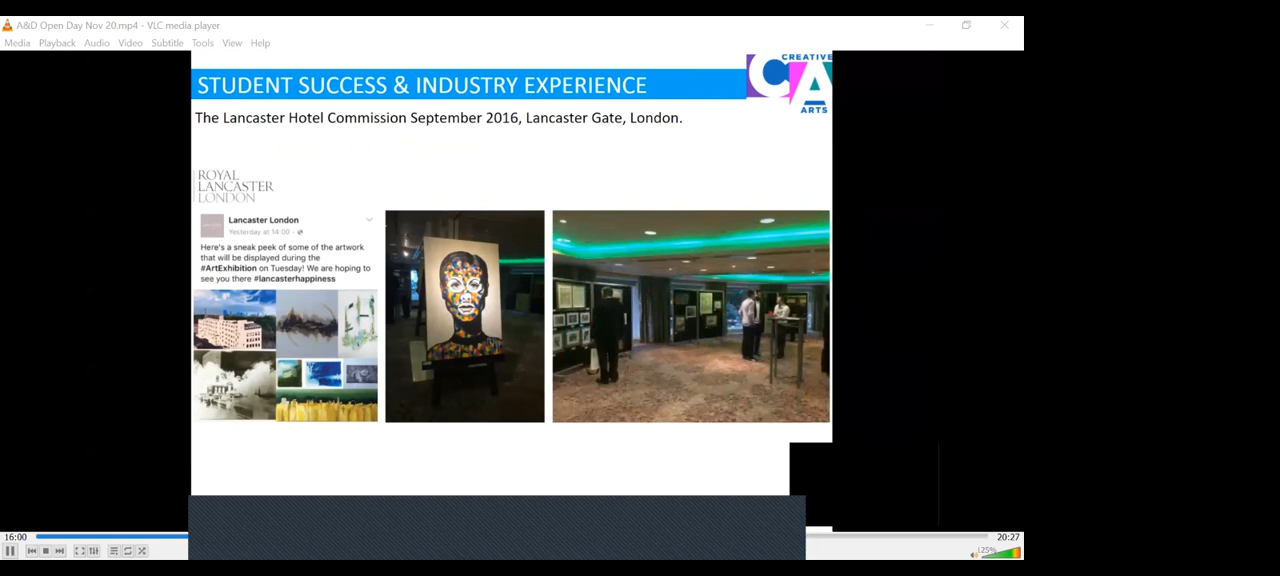 A&D Open Day Nov 20.mp4 - VLC media player
Media Playback Audio Video Subtitle Tools View Help
CREATIVE
CA
ARTS
STUDENT SUCCESS & INDUSTRY EXPERIENCE
The Lancaster Hotel Commission September 2016, Lancaster Gate, London.
ROYAL
LANCASTER
LONDON
Lancaster London
Yesterday at 14:00
Here's a sneak peek of some of the artwork
that will be displayed during the
#ArtExhibition on Tuesday! We are hoping to
see you there #lancasterhappiness
16:00
20:27
125%